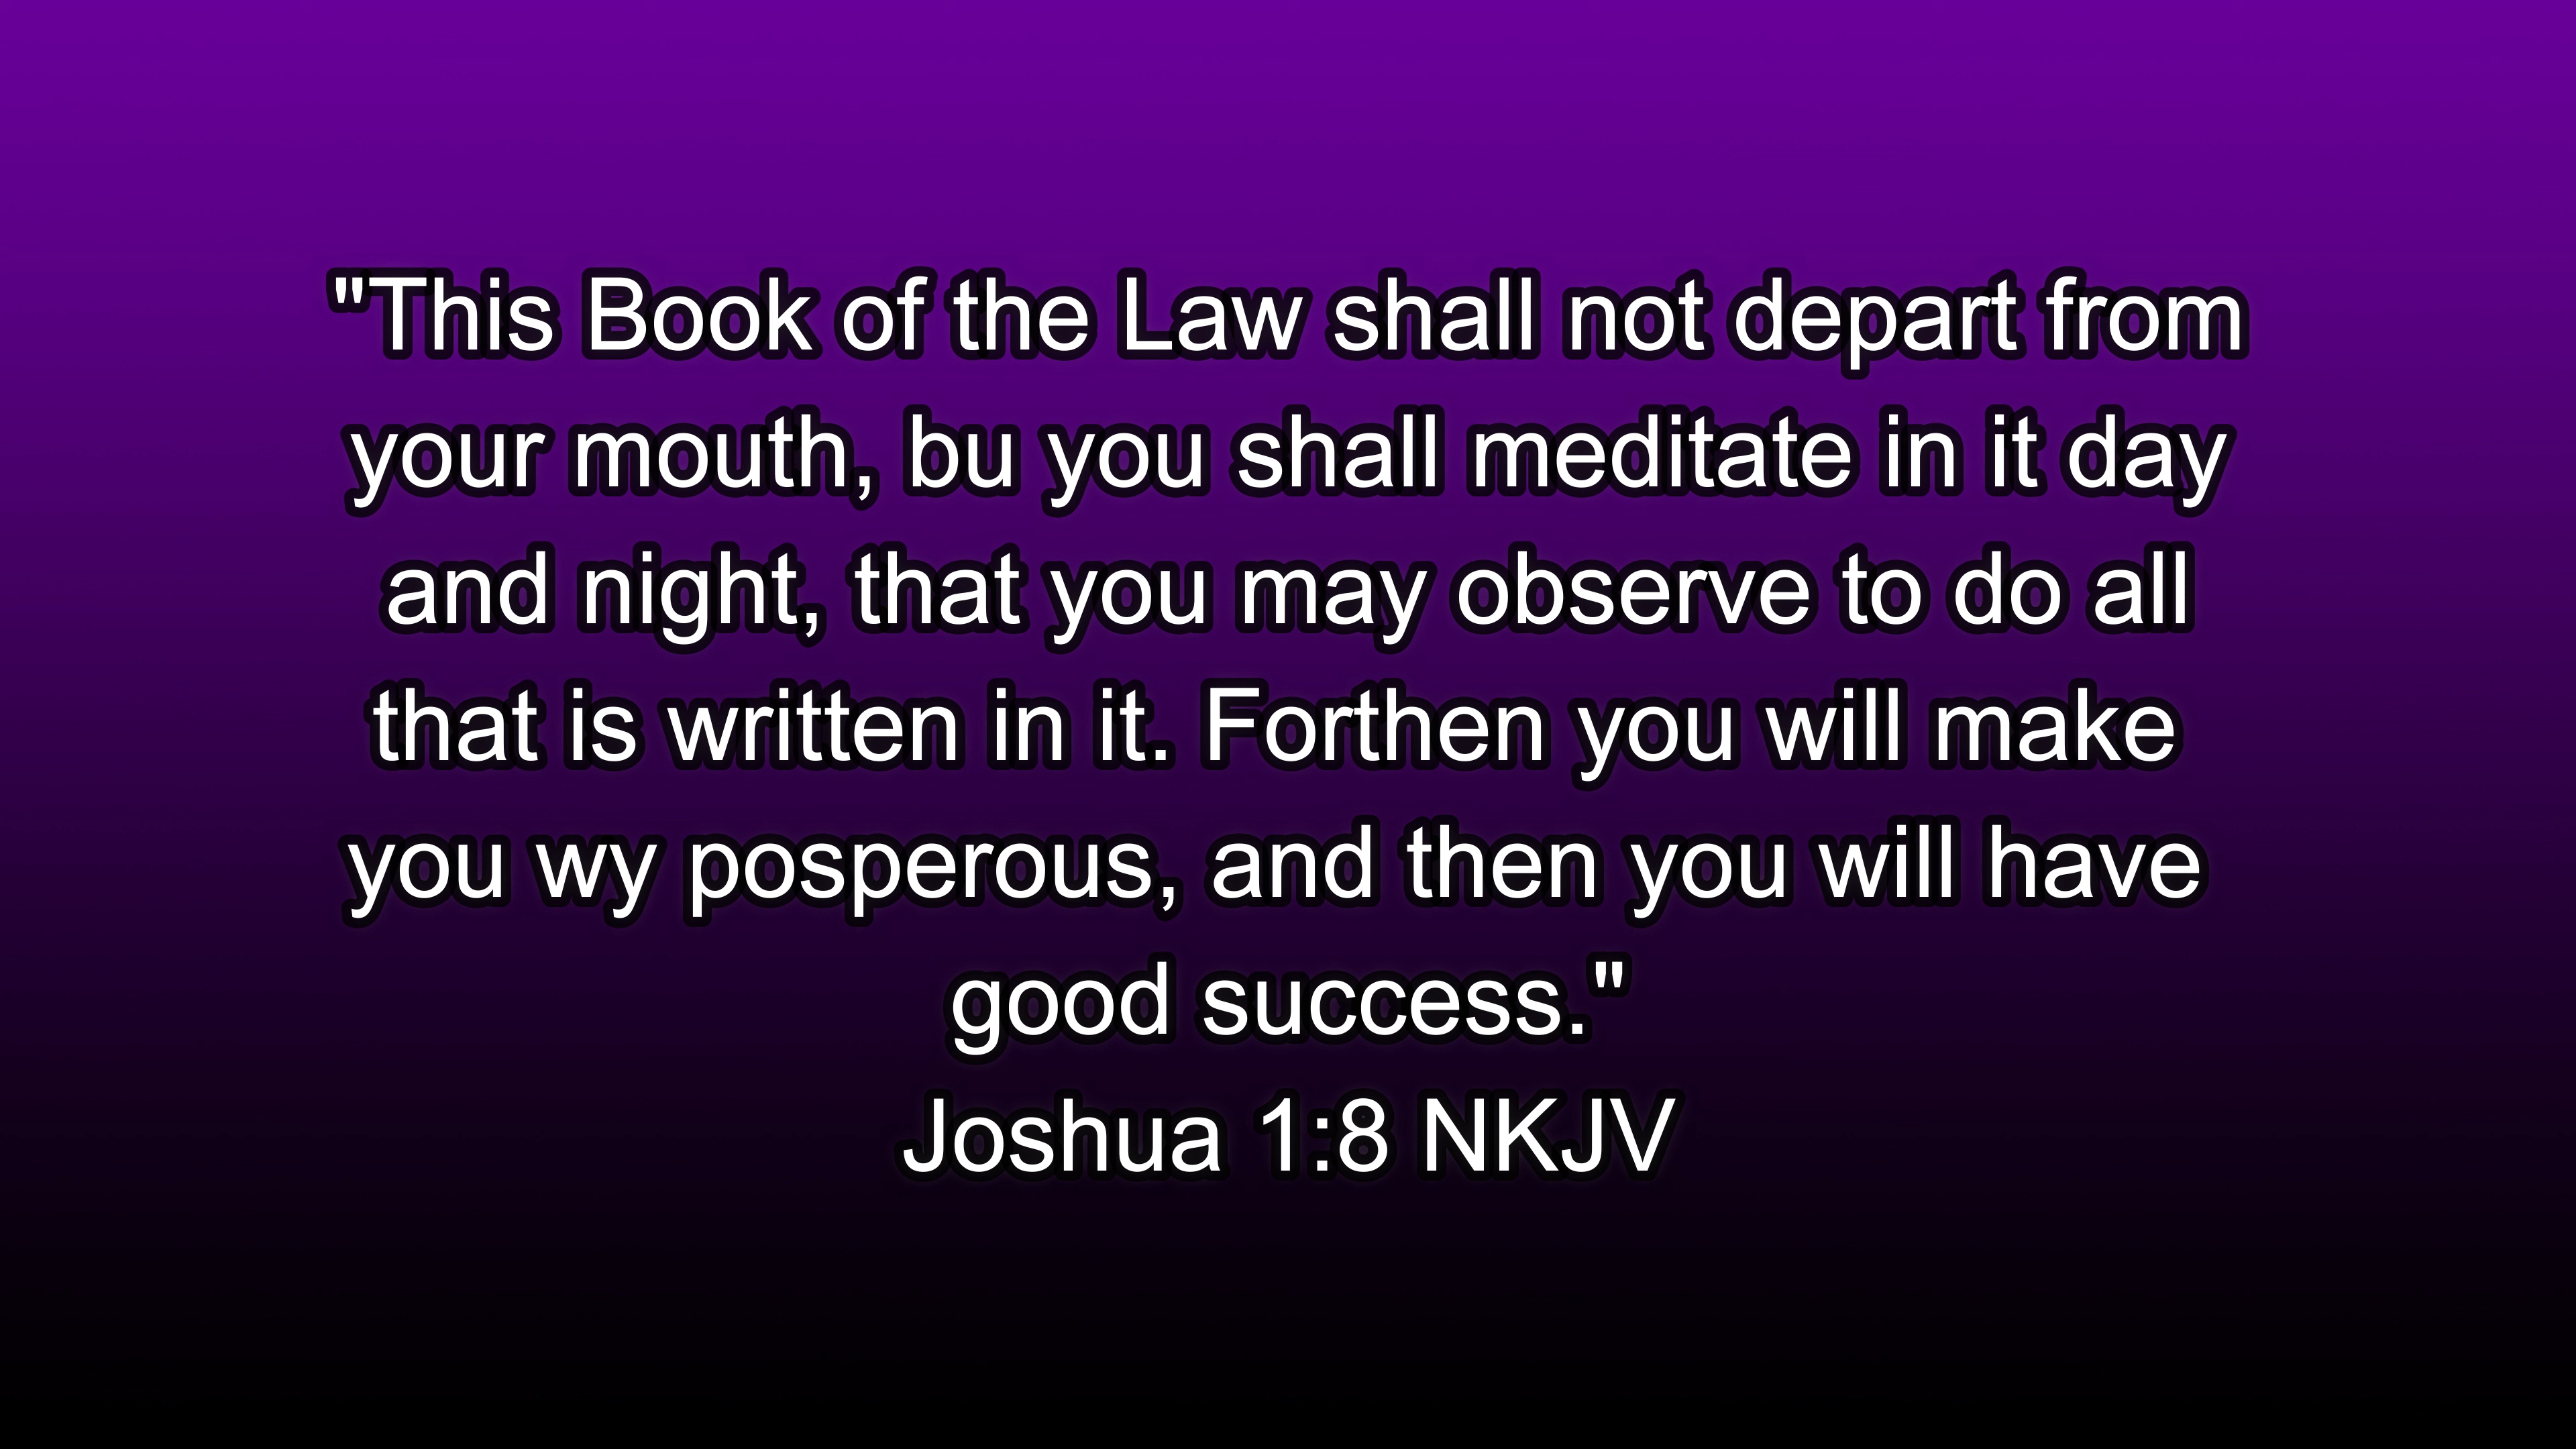 "This Book of the Law shall not depart from
your mouth, bu you shall meditate in it day
and night, that you may observe to do all
that is written in it. Forthen you will make
you wy posperous, and then you will have
good success."
Joshua 1:8 NKJV